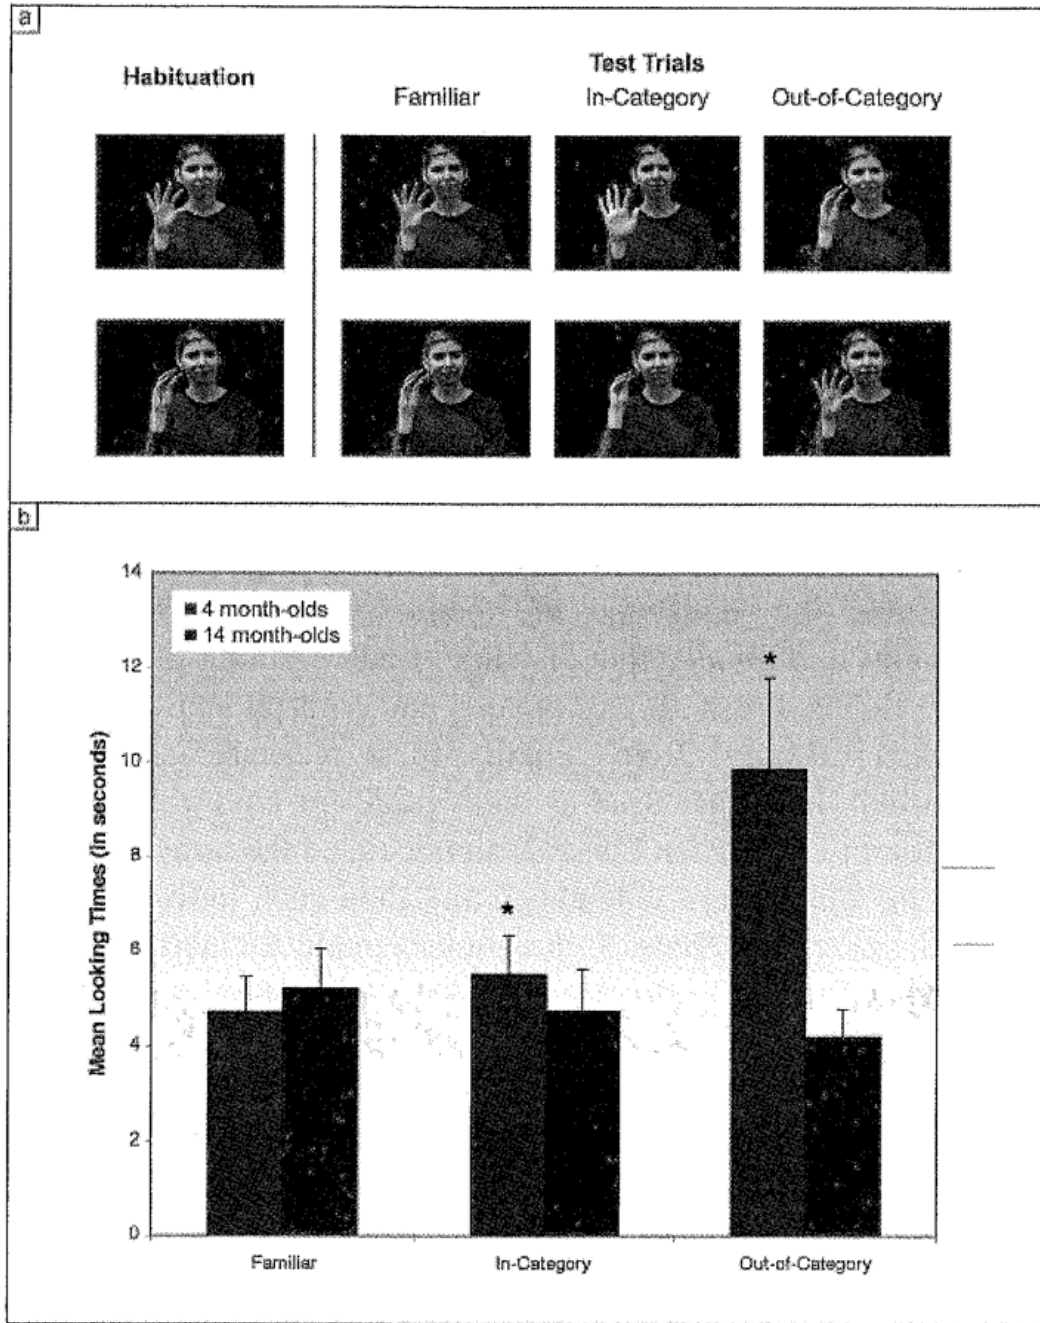 a
Habituation
Test Trials
Familiar
In-Category
Out-of-Category
b
14
12
10
8
6
4
2
0
4 month-olds
14 month-olds
*
*
Mean Looking Times (in seconds)
Familiar
In-Category
Out-of-Category